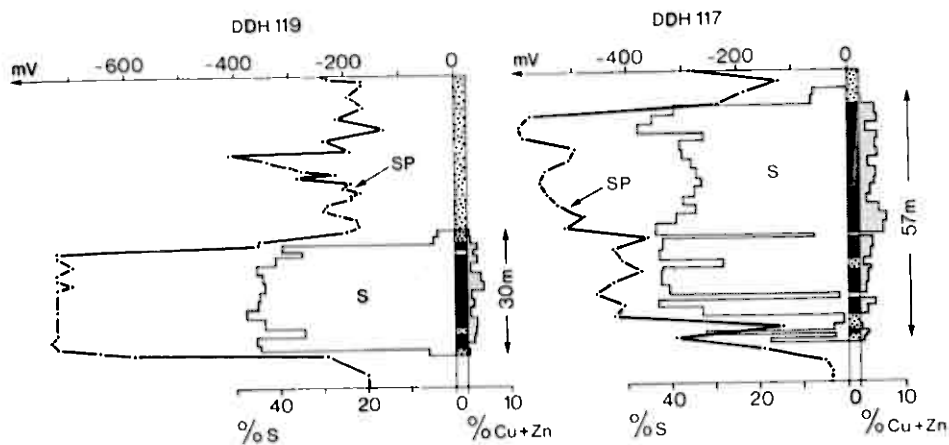 DDH 119
DDH 117
mV -600 -400 -200 0
mV -400 -200 0
SP
S
30m
SP
S
57m
40 20 0 10
% S % Cu+Zn
40 20 0 10
% S % Cu+Zn